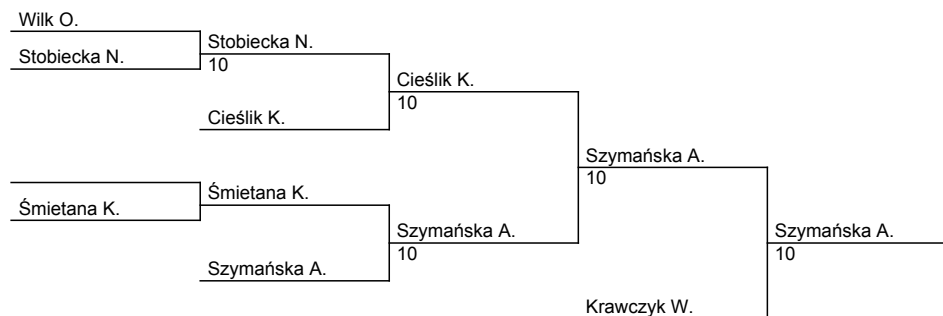 Wilk O.
Stobiecka N.
Stobiecka N.
10
Cieślik K.
Cieślik K.
10
Śmietana K.
Śmietana K.
Szymańska A.
Szymańska A.
10
Szymańska A.
10
Krawczyk W.
Szymańska A.
10